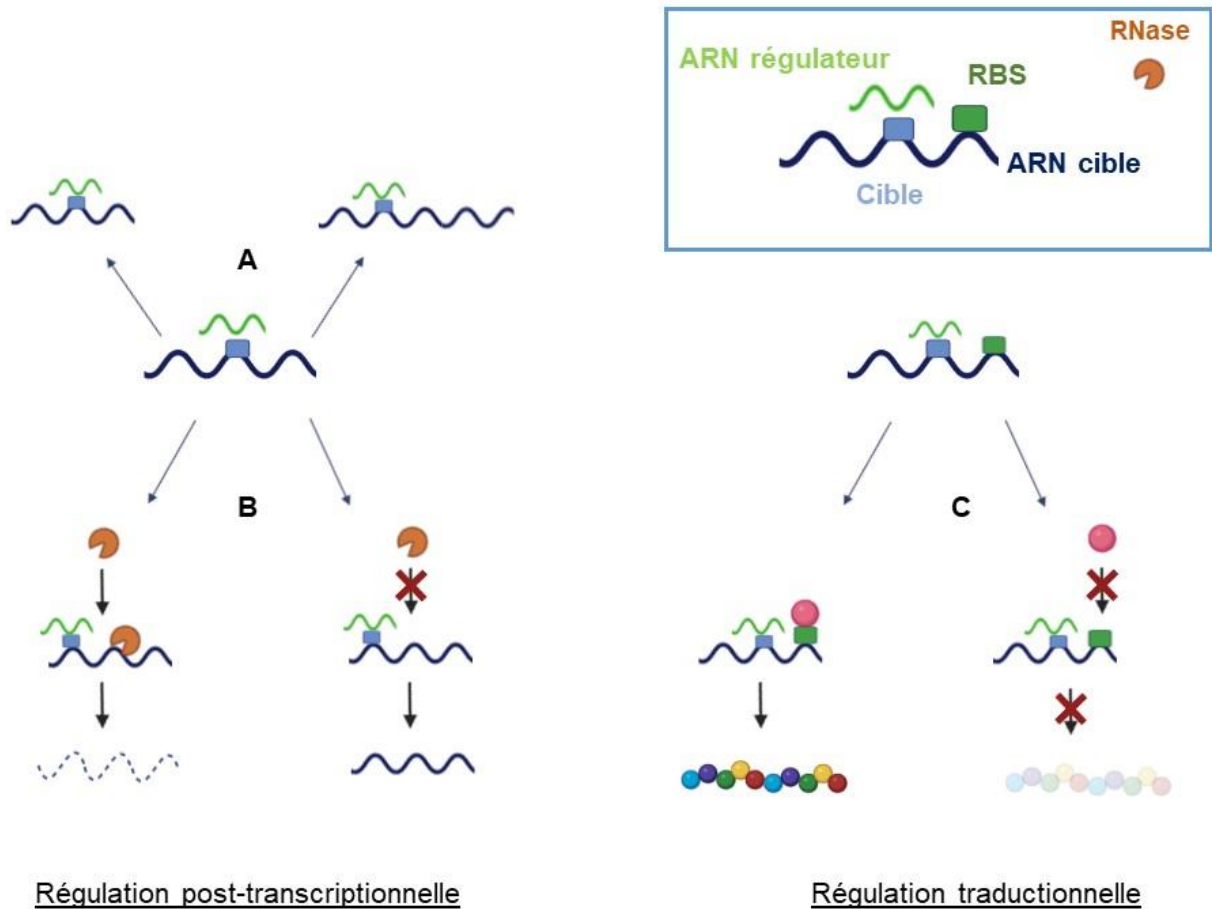 RNase
ARN régulateur
RBS
ARN cible
Cible
A
B
C
Régulation post-transcriptionnelle
Régulation traductionnelle